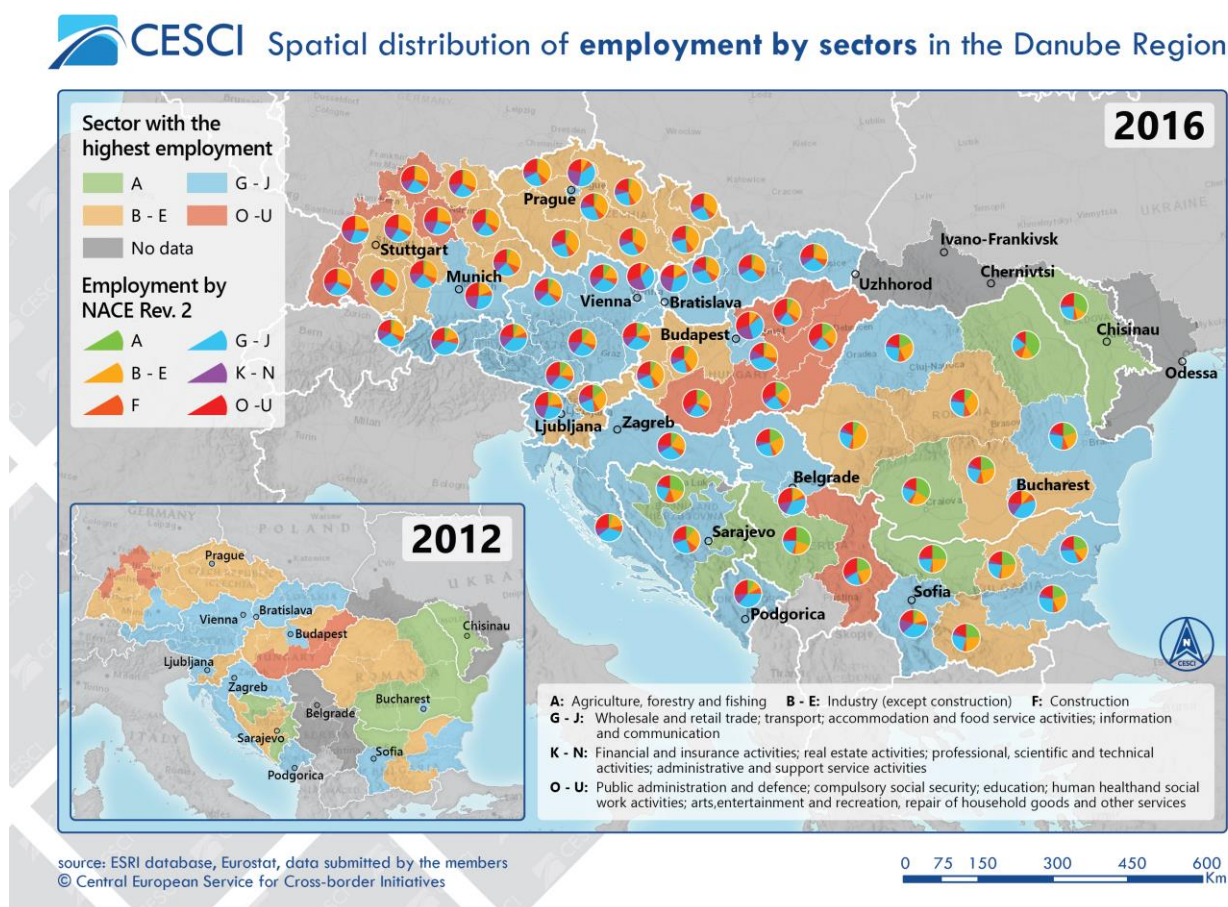 CESCI Spatial distribution of employment by sectors in the Danube Region
Sector with the
highest employment
A G - J
B - E O -U
No data
Employment by
NACE Rev. 2
A G - J
B - E K - N
F O - U
2016
Prague
Stuttgart
Munich
Vienna
Bratislava
Budapest
Ljubljana
Zagreb
Belgrade
Sarajevo
Podgorica
Sofia
Bucharest
Uzhhorod
Ivano-Frankivsk
Chernivtsi
Chisinau
Odessa
UKRAINE
2012
Prague
Vienna
Bratislava
Budapest
Ljubljana
Zagreb
Belgrade
Sarajevo
Podgorica
Sofia
Bucharest
Chisinau
GERMANY
POLAND
ITALY
N
CESCI
A: Agriculture, forestry and fishing B - E: Industry (except construction) F: Construction
G - J: Wholesale and retail trade; transport; accommodation and food service activities; information
and communication
K - N: Financial and insurance activities; real estate activities; professional, scientific and technical
activities; administrative and support service activities
O - U: Public administration and defence; compulsory social security; education; human healthand social
work activities; arts,entertainment and recreation, repair of household goods and other services
source: ESRI database, Eurostat, data submitted by the members
© Central European Service for Cross-border Initiatives
0 75 150 300 450 600
Km